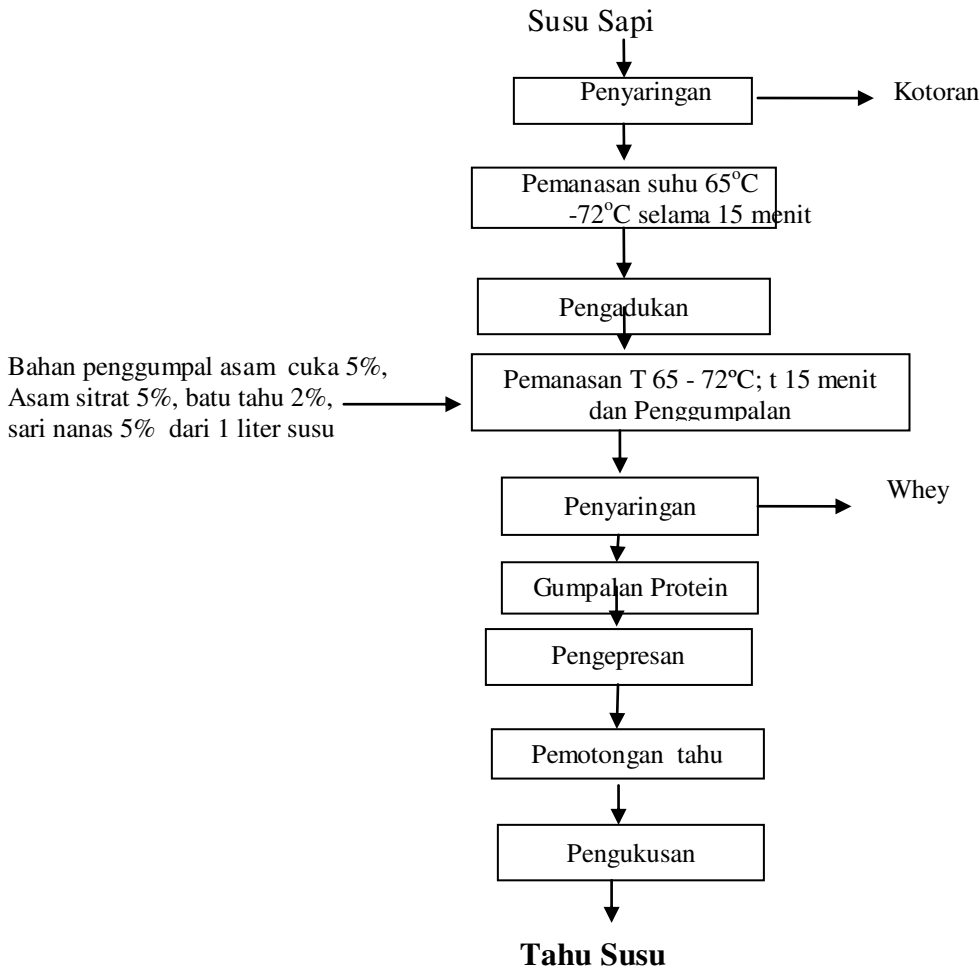 Susu Sapi
Penyaringan
Kotoran
Pemanasan suhu 65°C
-72°C selama 15 menit
Pengadukan
Bahan penggumpal asam cuka 5%,
Asam sitrat 5%, batu tahu 2%,
sari nanas 5% dari 1 liter susu
Pemanasan T 65 - 72ºC; t 15 menit
dan Penggumpalan
Penyaringan
Whey
Gumpalan Protein
Pengepresan
Pemotongan tahu
Pengukusan
Tahu Susu